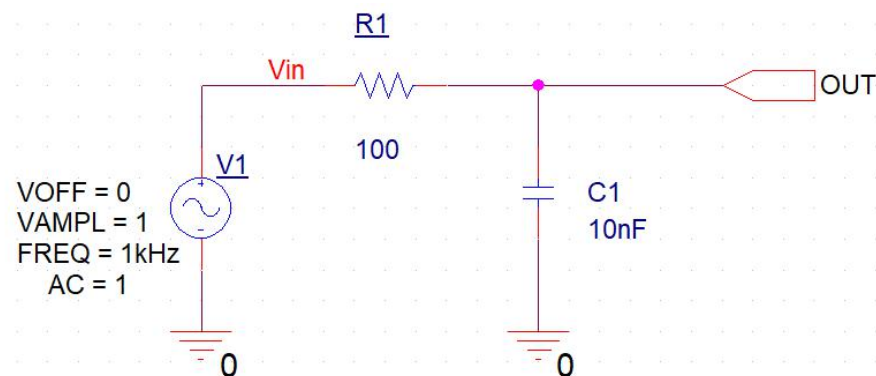 R1
Vin
OUT
100
V1
VOFF = 0
VAMPL = 1
FREQ = 1kHz
AC = 1
C1
10nF
0
0